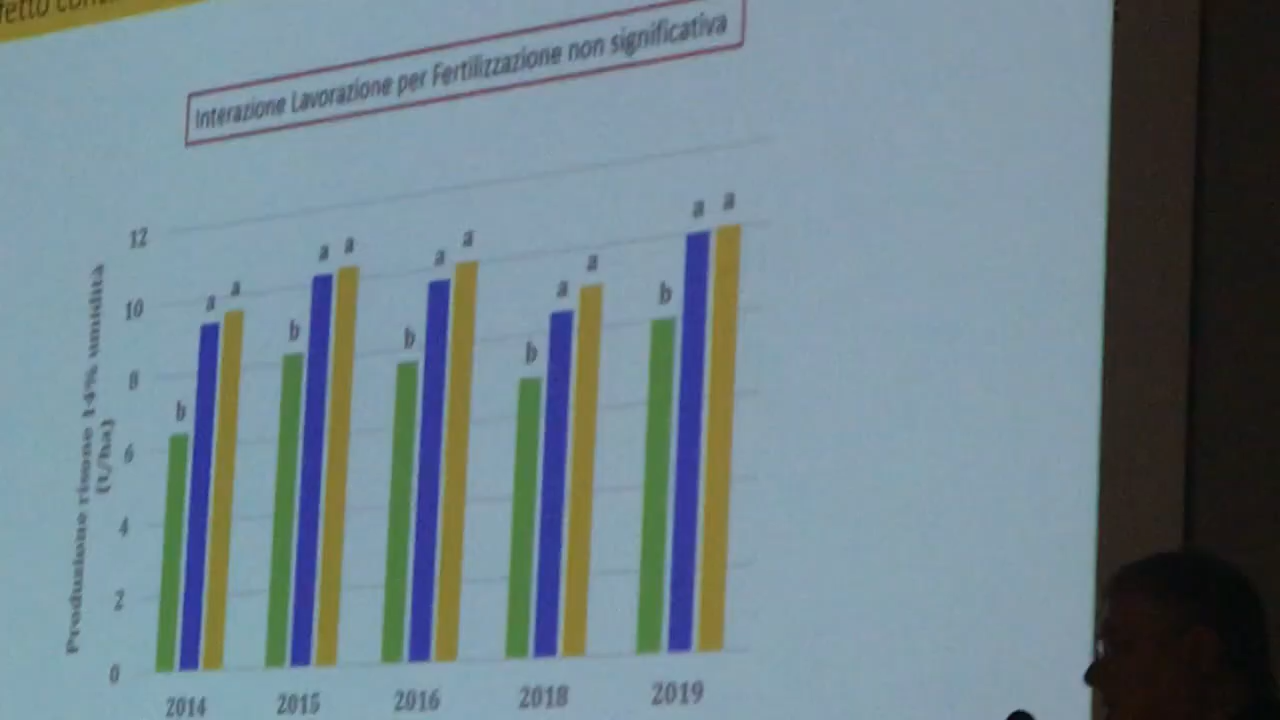 Interazione Lavorazione per Fertilizzazione non significativa
Produzione risone 14% umidità
(t/ha)
12
10
8
6
4
2
0
b a a
b a a
b a a
b a a
b a a
2014 2015 2016 2018 2019